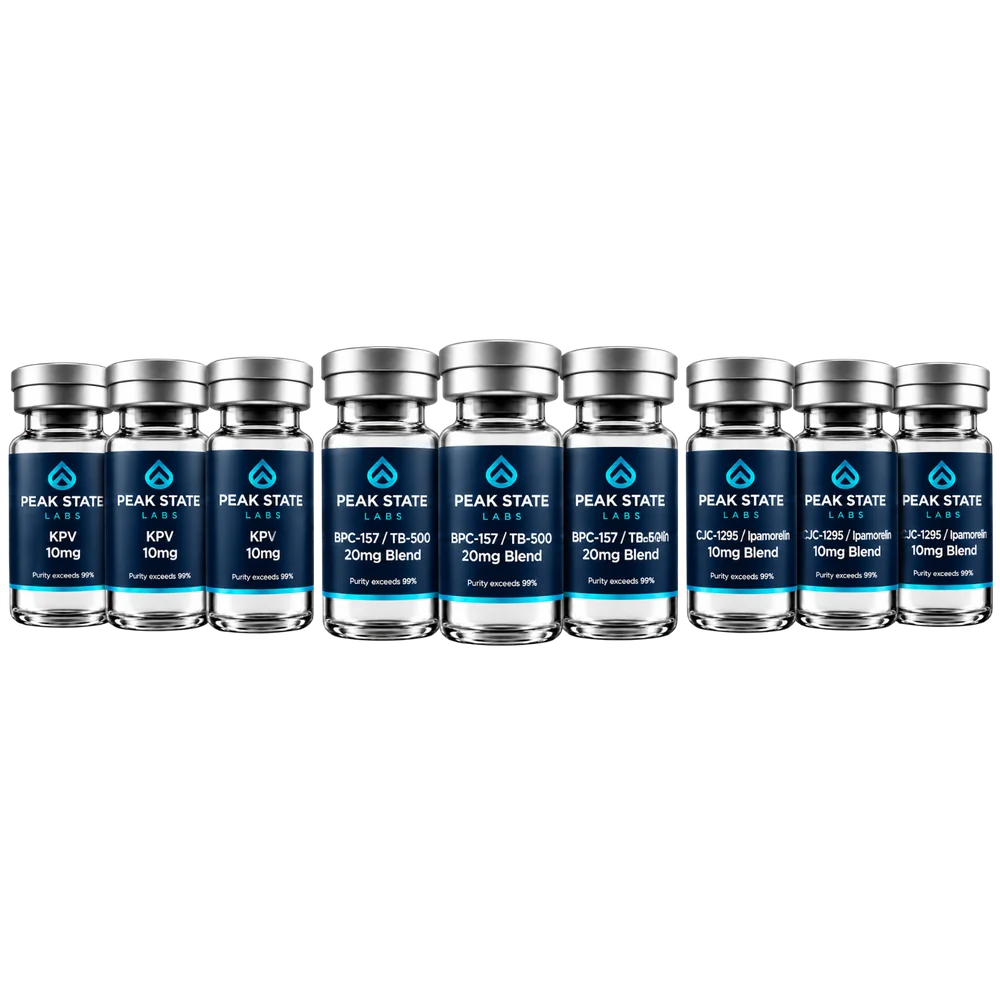 PEAK STATE
LABS
KPV
10mg
Purity exceeds 99%
PEAK STATE
LABS
KPV
10mg
Purity exceeds 99%
PEAK STATE
LABS
KPV
10mg
Purity exceeds 99%
PEAK STATE
LABS
BPC-157 / TB-500
20mg Blend
Purity exceeds 99%
PEAK STATE
LABS
BPC-157 / TB-500
20mg Blend
Purity exceeds 99%
PEAK STATE
LABS
BPC-157 /
20mg Blend
Purity exceeds 99%
PEAK STATE
LABS
CJC-1295 / Ipamorelin
10mg Blend
Purity exceeds 99%
PEAK STATE
LABS
CJC-1295 / Ipamorelin
10mg Blend
Purity exceeds 99%
PEAK STATE
LABS
CJC-1295 / Ipamorelin
10mg Blend
Purity exceeds 99%